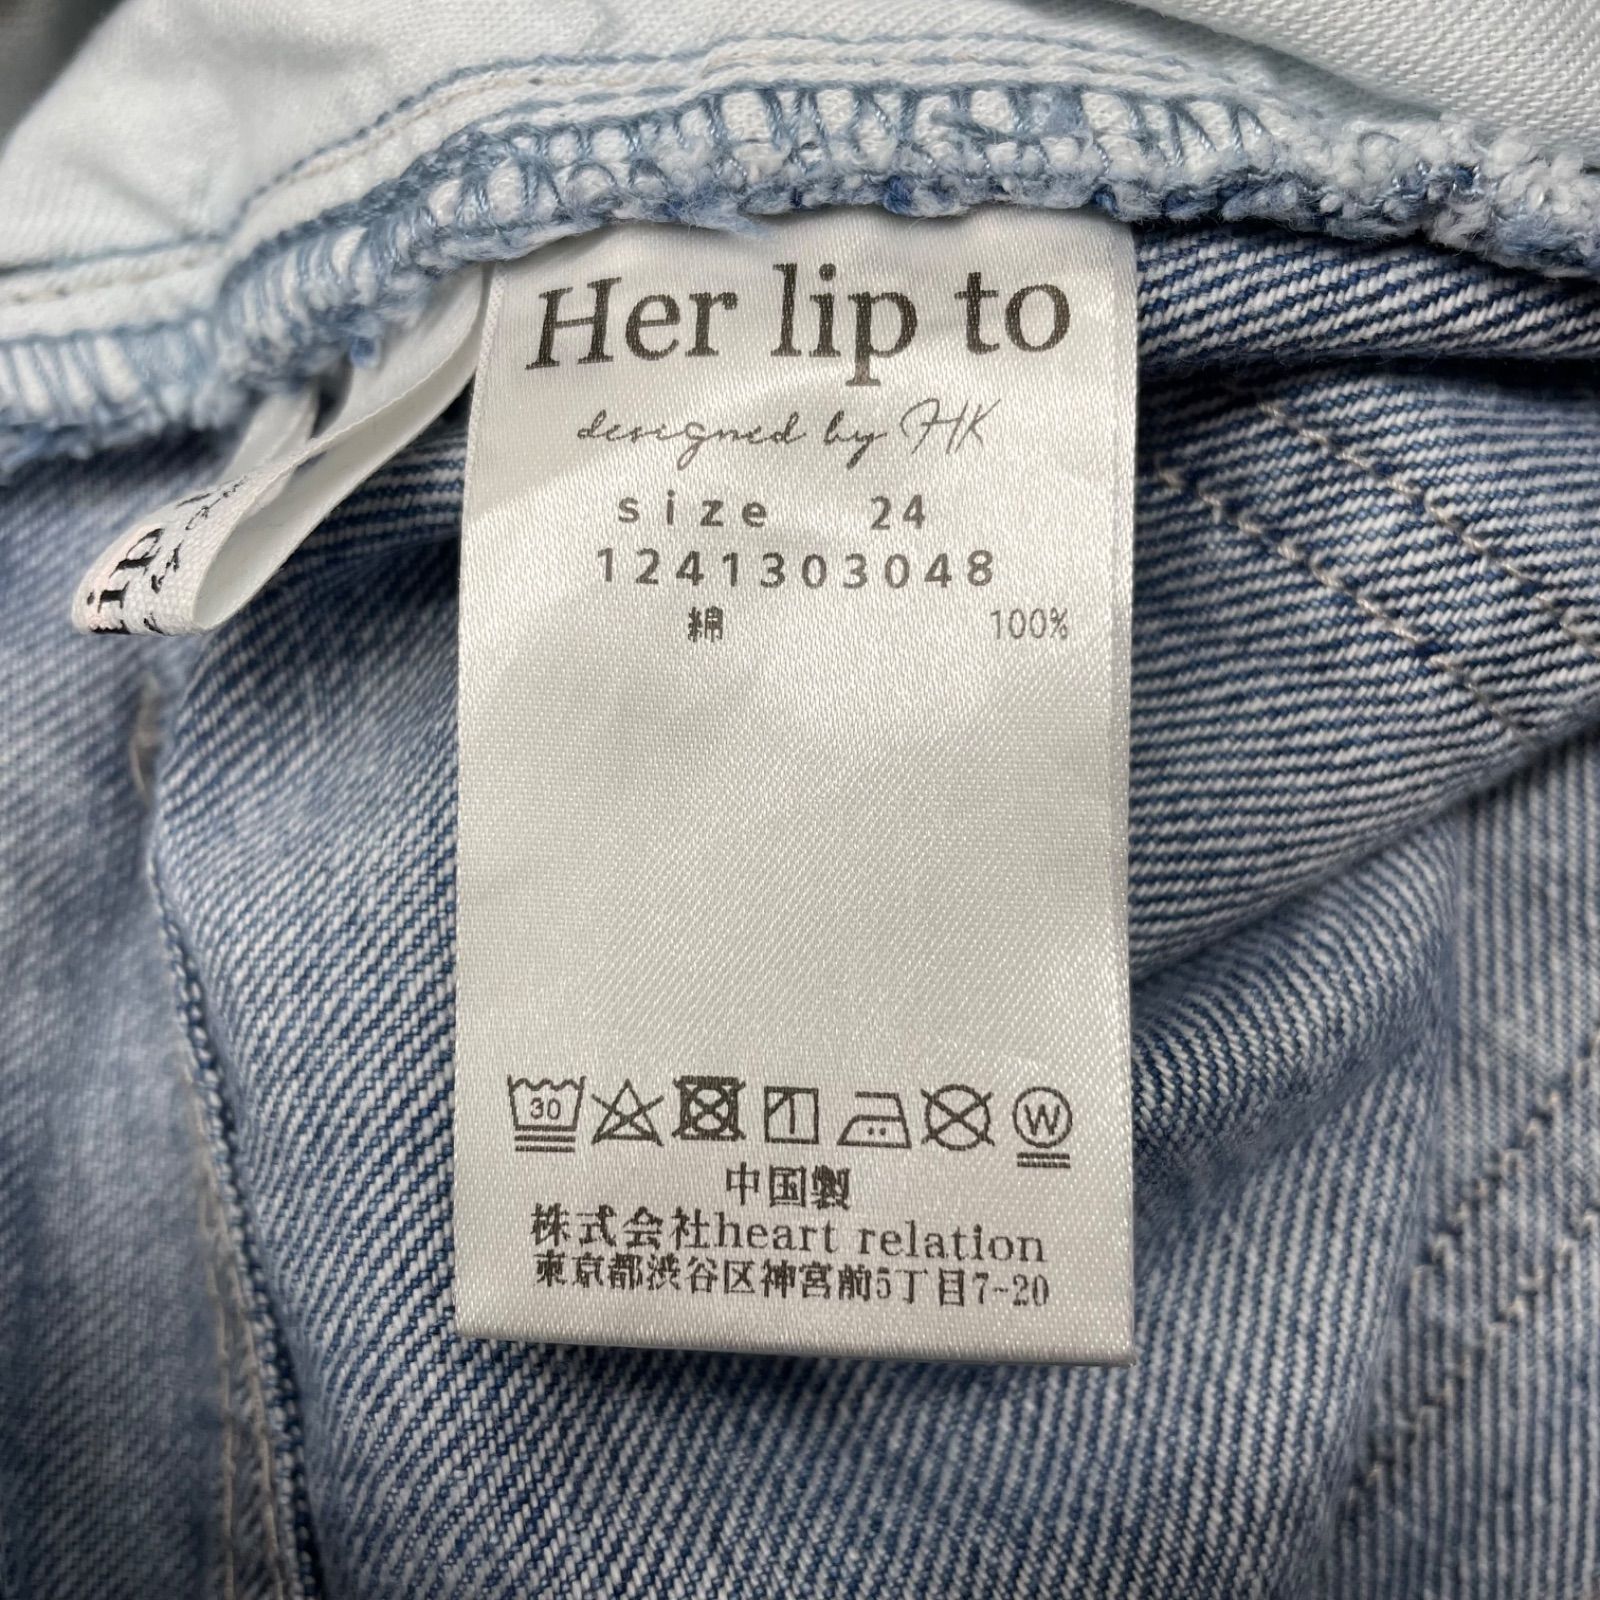 Her lip to
designed by HK
size 24
1241303048
綿 100%
30
W
中国製
株式会社heart relation
東京都渋谷区神宮前5丁目7-20
ip